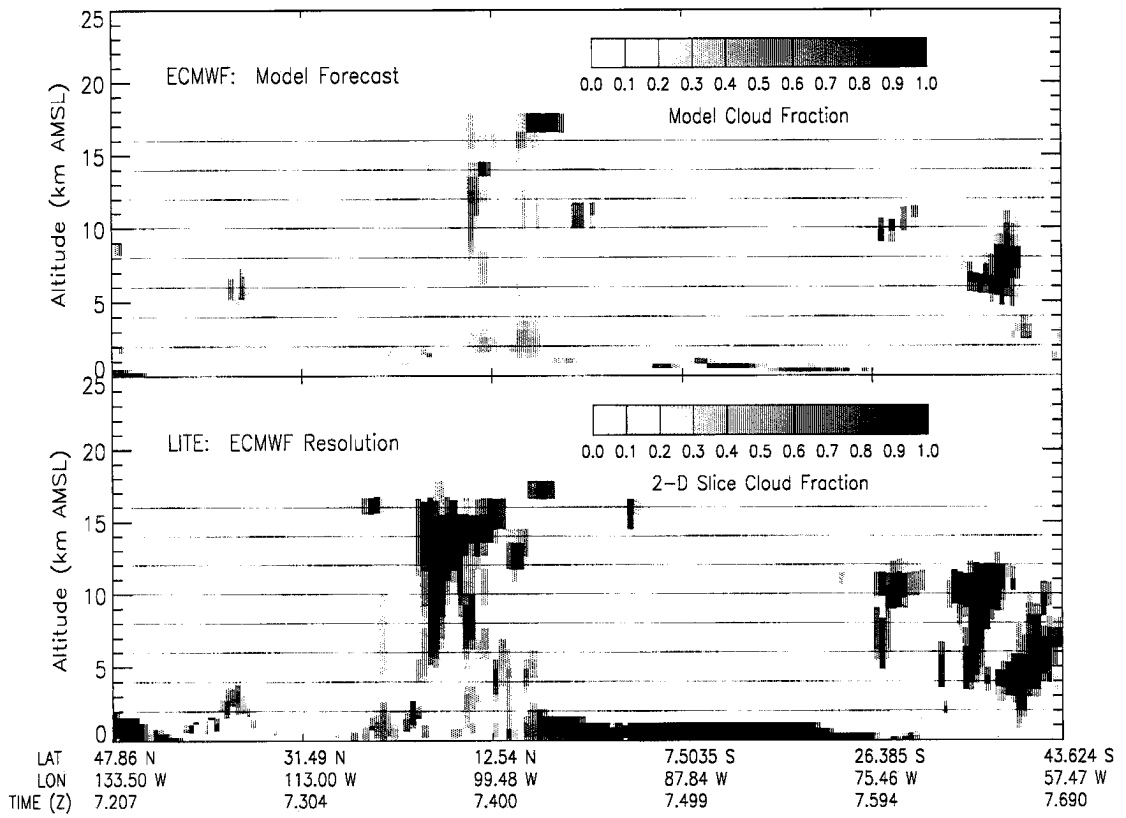 25
20
15
10
5
0
Altitude (km AMSL)
ECMWF: Model Forecast
0.0 0.1 0.2 0.3 0.4 0.5 0.6 0.7 0.8 1.0
Model Cloud Fraction
25
20
15
10
5
0
Altitude (km AMSL)
LITE: ECMWF Resolution
0.0 0.1 0.2 0.3 0.4 0.5 0.6 0.7 0.8 1.0
2-D Slice Cloud Fraction
LAT 47.86 N 31.49 N 12.54 N 7.5035 S 26.385 S 43.624 S
LON 133.50 W 113.00 W 99.48 W 87.84 W 75.46 W 57.47 W
TIME (Z) 7.207 7.304 7.400 7.499 7.594 7.690